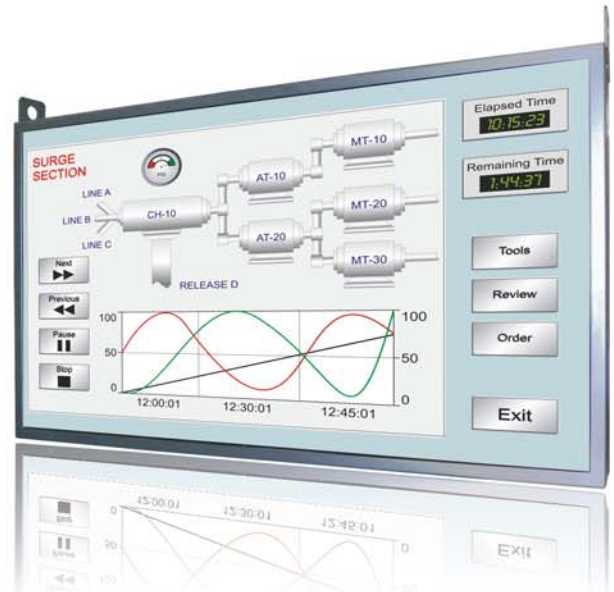 SURGE
SECTION
PSI
LINE A
LINE B
LINE C
CH-10
AT-10
AT-20
MT-10
MT-20
MT-30
RELEASE D
Elapsed Time
10:15:23
Remaining Time
1:44:37
Next
Previous
Pause
Stop
Tools
Review
Order
Exit
100
50
0
100
50
0
12:00:01
12:30:01
12:45:01